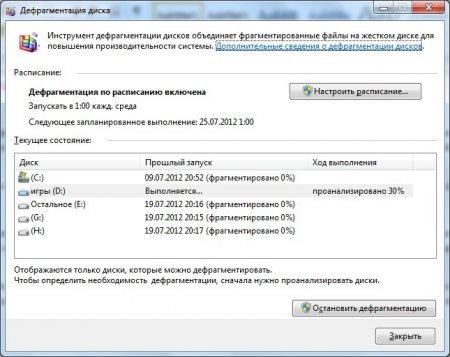 Дефрагментация диска
Инструмент дефрагментации дисков объединяет фрагментированные файлы на жестком диске для
повышения производительности системы. Дополнительные сведения о дефрагментации дисков.
Расписание:
Дефрагментация по расписанию включена
Настроить расписание...
Запускать в 1:00 кажд. среда
Следующее запланированное выполнение: 25.07.2012 1:00
Текущее состояние:
Диск Прошлый запуск Ход выполнения
(C:) 09.07.2012 20:52 (фрагментировано 0%)
игры (D:) Выполняется... проанализировано 30%
Остальное (E:) 19.07.2012 20:16 (фрагментировано 0%)
(G:) 19.07.2012 20:15 (фрагментировано 0%)
(H:) 19.07.2012 20:17 (фрагментировано 0%)
Отображаются только диски, которые можно дефрагментировать.
Чтобы определить необходимость дефрагментации, сначала нужно проанализировать диски.
Остановить дефрагментацию
Закрыть